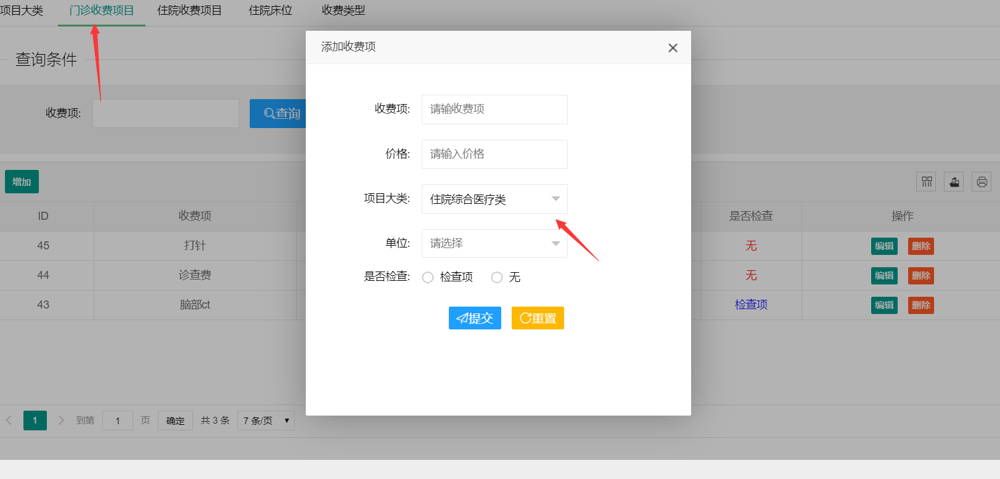 项目大类 门诊收费项目 住院收费项目 住院床位 收费类型
添加收费项
查询条件
收费项: 请输收费项
收费项: 查询
价格: 请输入价格
增加
项目大类: 住院综合医疗类
ID 收费项 是否检查 操作
单位: 请选择
45 打针 无 编辑 删除
是否检查: 检查项 无
44 诊查费 无 编辑 删除
43 脑部ct 检查项 编辑 删除
提交 重置
1 到第 1 页 确定 共 3 条 7 条/页